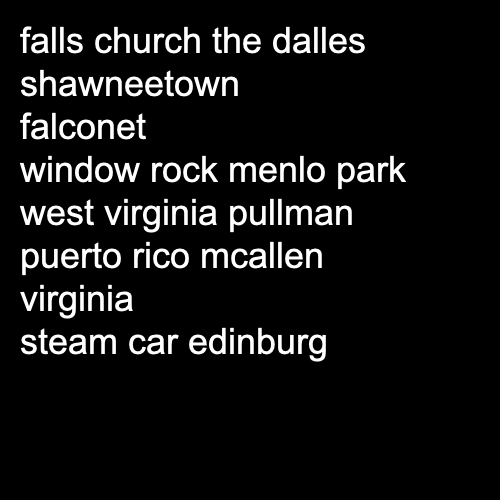 falls church the dalles
shawneetown
falconet
window rock menlo park
west virginia pullman
puerto rico mcallen
virginia
steam car edinburg